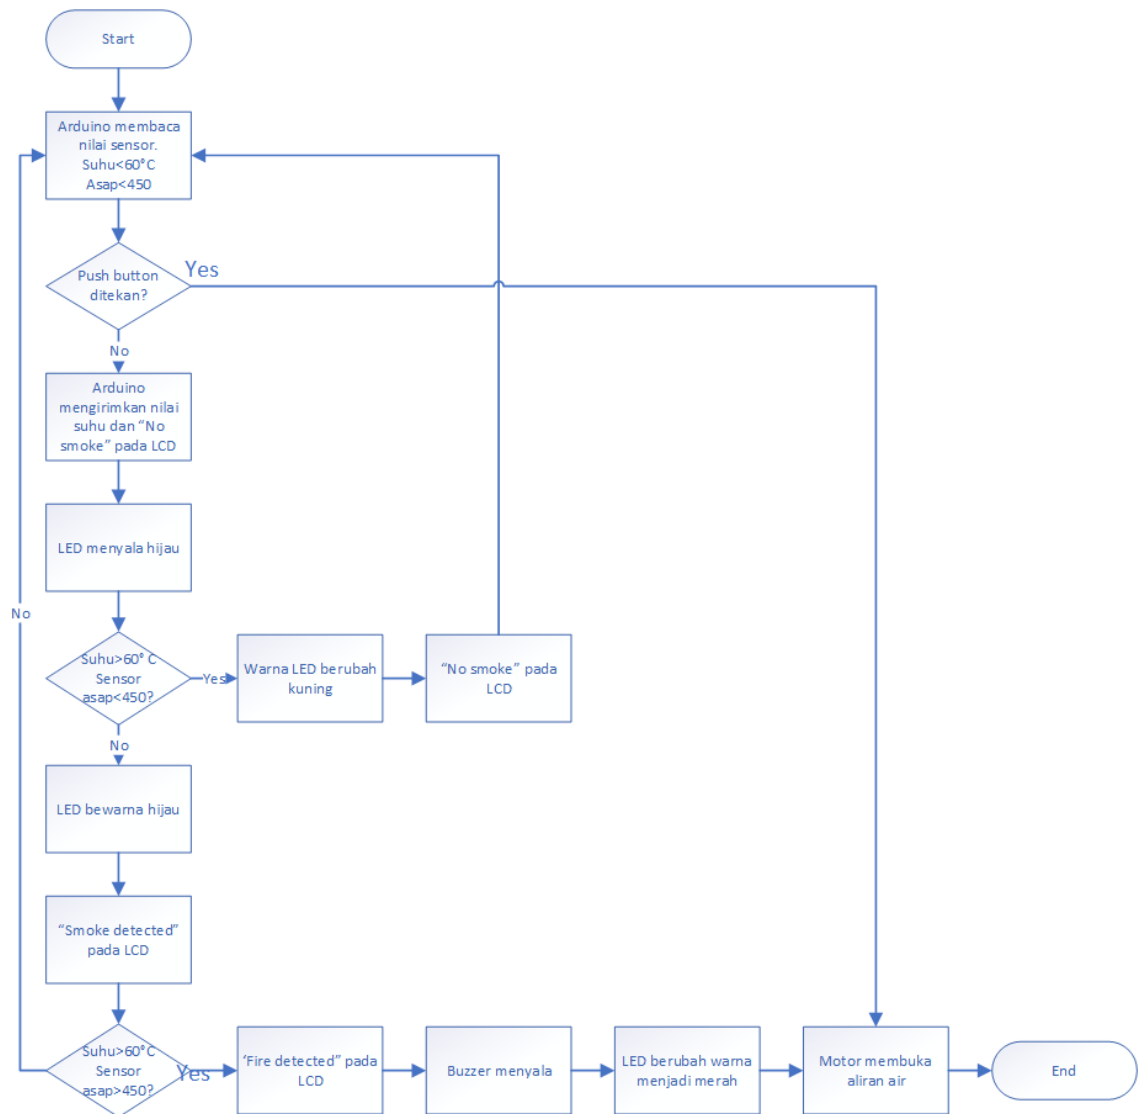 Start
Arduino membaca
nilai sensor.
Suhu<60°C
Asap<450
Push button
ditekan?
Yes
No
Arduino
mengirimkan nilai
suhu dan “No
smoke” pada LCD
LED menyala hijau
No
Suhu>60° C
Sensor
asap<450?
Yes
Warna LED berubah
kuning
“No smoke” pada
LCD
No
LED bewarna hijau
“Smoke detected”
pada LCD
Suhu>60°C
Sensor
asap>450?
Yes
‘Fire detected” pada
LCD
Buzzer menyala
LED berubah warna
menjadi merah
Motor membuka
aliran air
End